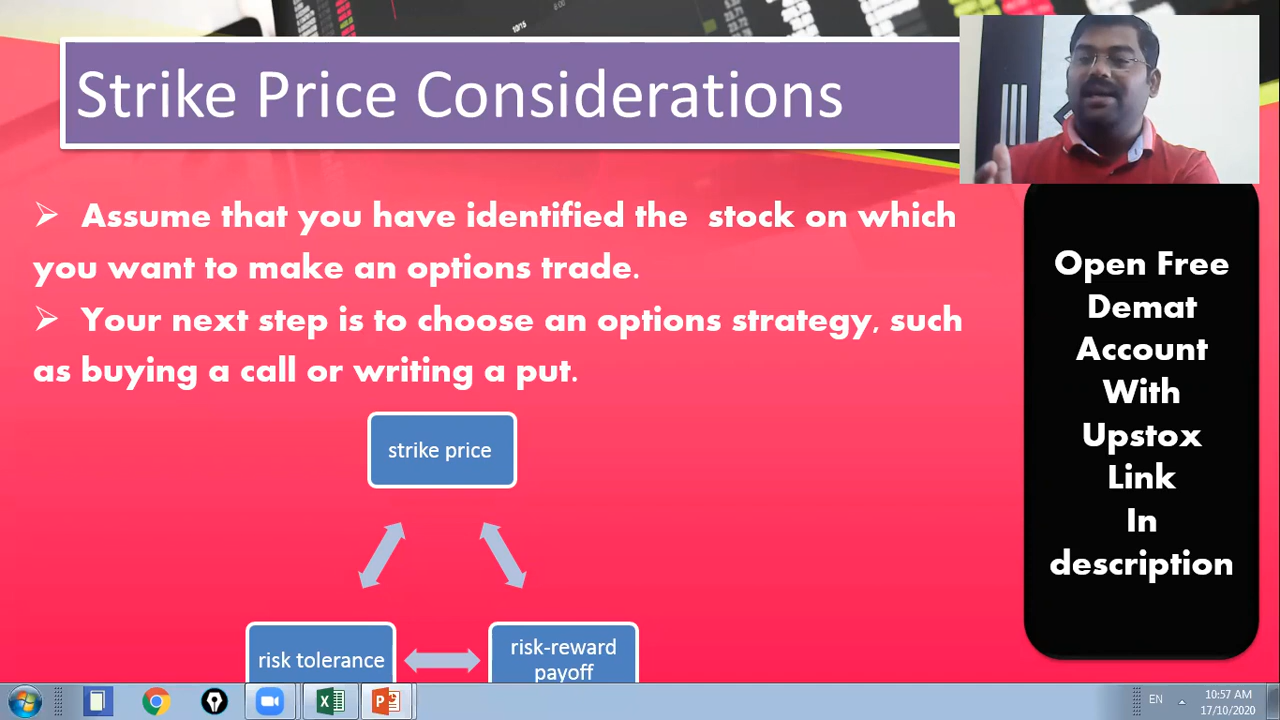 10/15
Strike Price Considerations
➢ Assume that you have identified the stock on which
you want to make an options trade.
➢ Your next step is to choose an options strategy, such
as buying a call or writing a put.
strike price
risk tolerance
risk-reward
payoff
Open Free
Demat
Account
With
Upstox
Link
In
description
EN
10:57 AM
17/10/2020